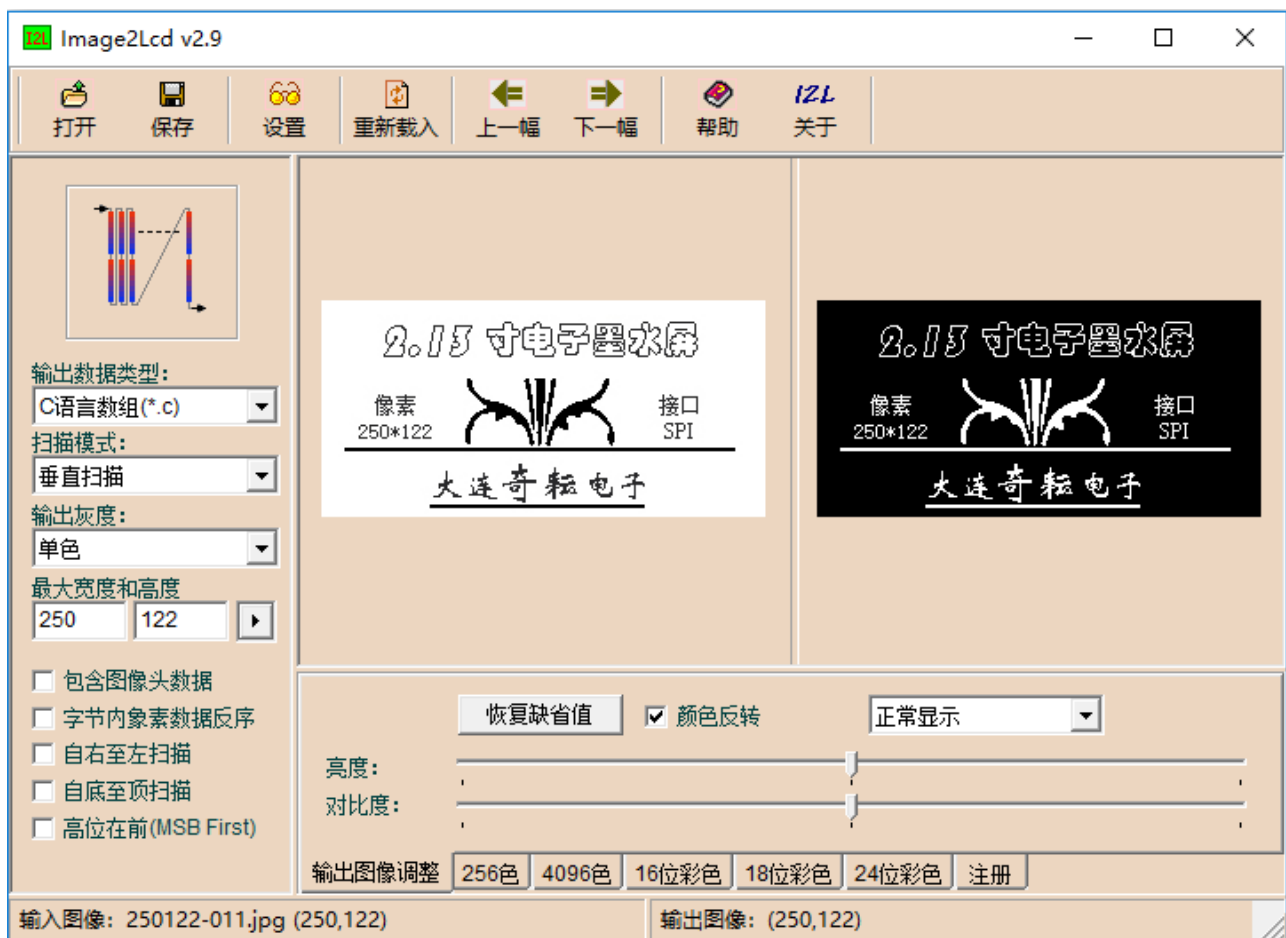 I2L Image2Lcd v2.9
打开 保存 设置 重新载入 上一幅 下一幅 帮助 I2L 关于
输出数据类型:
C语言数组(*.c)
扫描模式:
垂直扫描
输出灰度:
单色
最大宽度和高度
250 122
包含图像头数据
字节内象素数据反序
自右至左扫描
自底至顶扫描
高位在前(MSB First)
2.13 寸电子墨水屏
像素 接口
250*122 SPI
大连奇耘电子
2.13 寸电子墨水屏
像素 接口
250*122 SPI
大连奇耘电子
恢复缺省值 颜色反转 正常显示
亮度:
对比度:
输出图像调整 256色 4096色 16位彩色 18位彩色 24位彩色 注册
输入图像: 250122-011.jpg (250,122) 输出图像: (250,122)